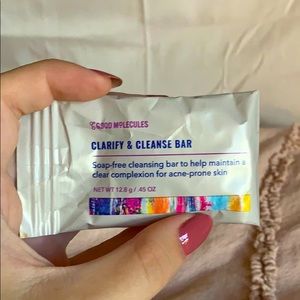 GOOD MOLECULES
CLARIFY & CLEANSE BAR
Soap-free cleansing bar to help maintain a
clear complexion for acne-prone skin
NET WT 12.8 g / .45 OZ